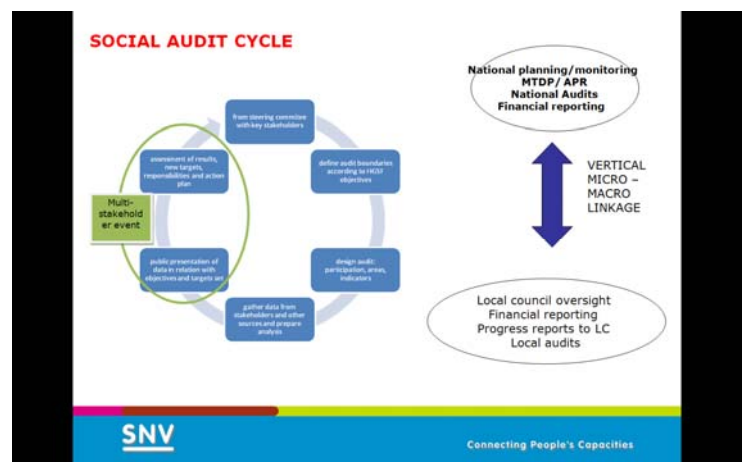 SOCIAL AUDIT CYCLE
from steering commitee
with key stakeholders
define audit boundaries
according to
objectives
design audit:
participation, areas,
indicators
gather data from
stakeholders and other
sources and prepare
analysis
public presentation of
data in relation with
objectives and targets set
assessment of results,
new targets,
responsibilities and action
plan
Multi-
stakehold
er event
National planning/monitoring
MTDP/ APR
National Audits
Financial reporting
VERTICAL
MICRO –
MACRO
LINKAGE
Local council oversight
Financial reporting
Progress reports to LC
Local audits
SNV
Connecting People's Capacities